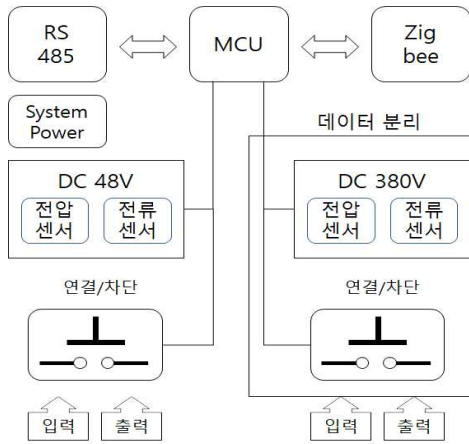 RS
485
MCU
Zig
bee
System
Power
데이터 분리
DC 48V
전압
센서
전류
센서
DC 380V
전압
센서
전류
센서
연결/차단
연결/차단
입력
출력
입력
출력